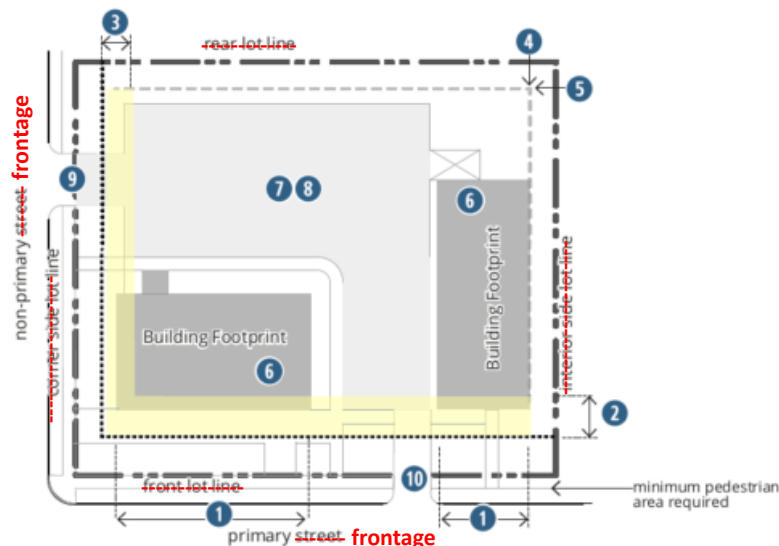 3
rear lot line
4
5
9
7 8
6
non-primary street frontage
corner side lot line
Building Footprint
6
Building Footprint
interior side lot line
2
front lot line
10
minimum pedestrian
area required
1
1
primary street frontage